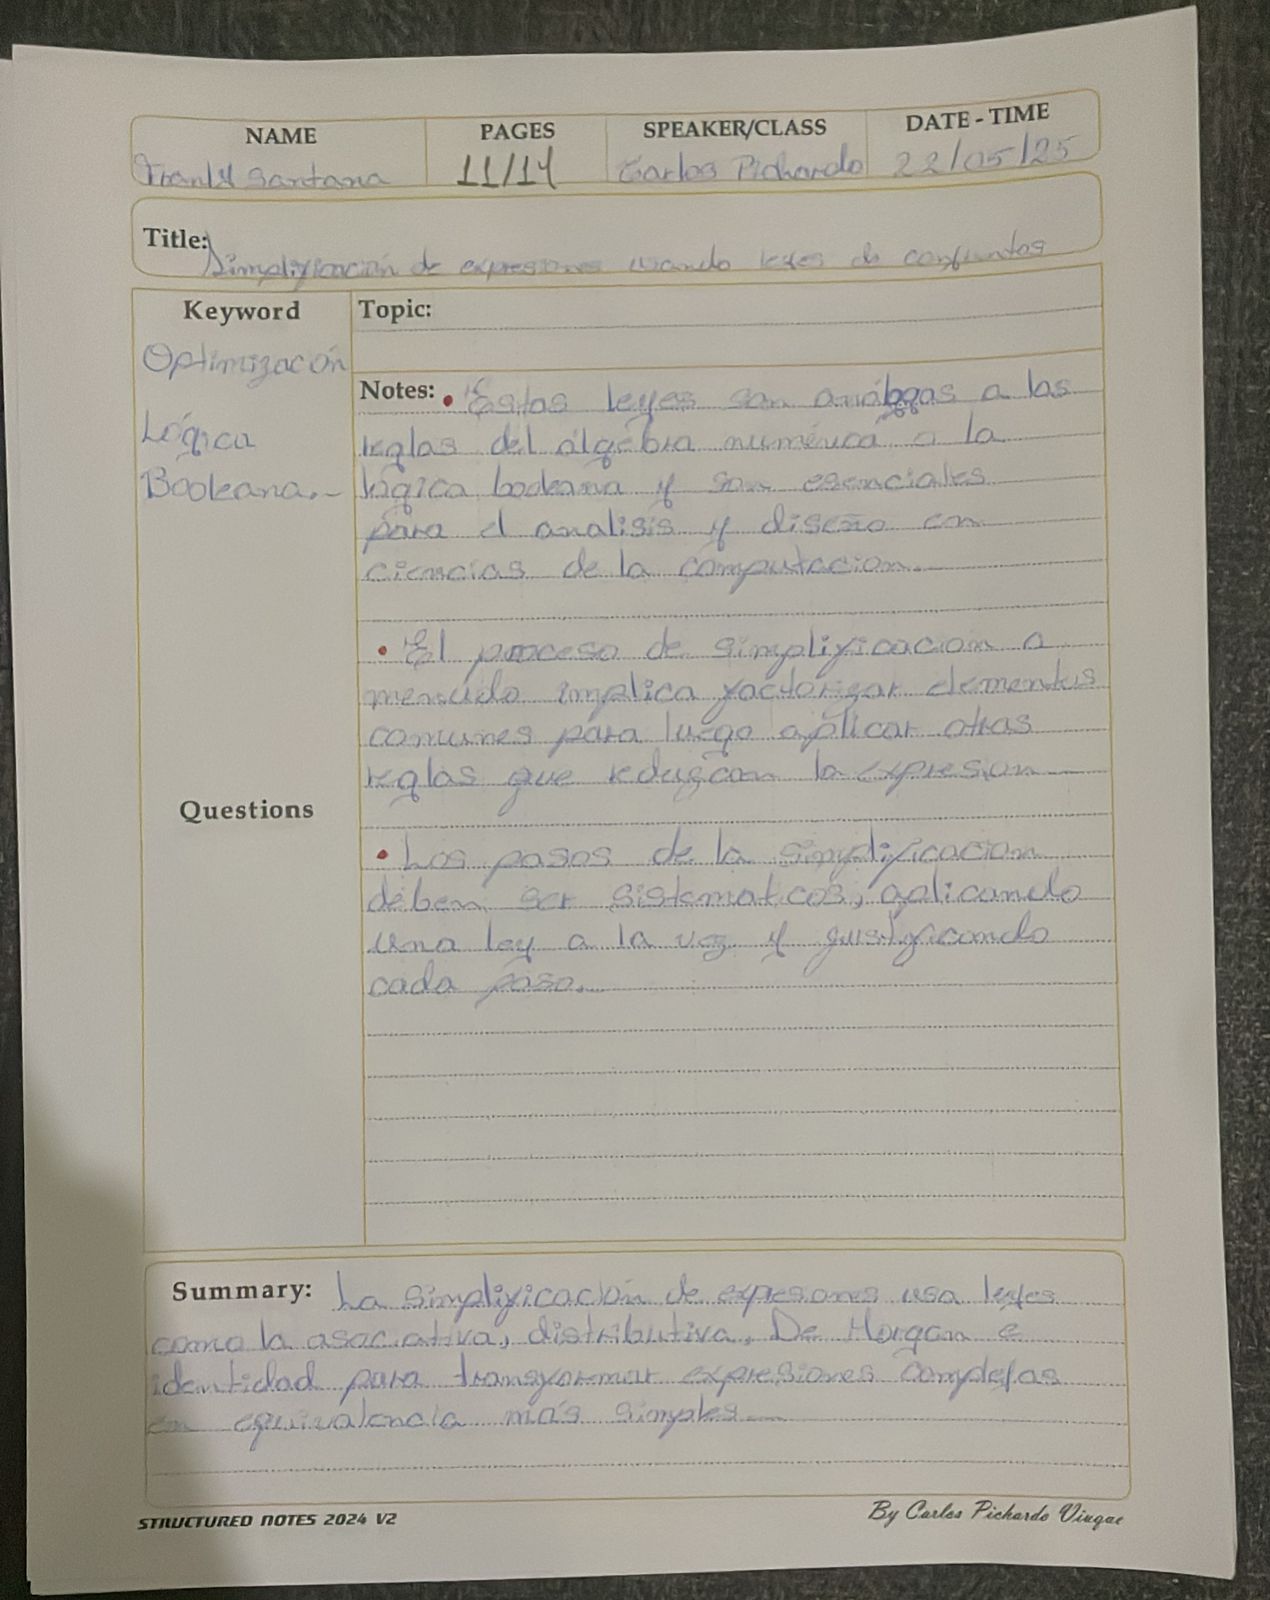 NAME PAGES SPEAKER/CLASS DATE - TIME
Santana 11/14 Carlos Pichardo 22/05/25
Title: Simplificación de expresiones usando leyes de conjuntos
Keyword
Optimización
Lógica
Booleana.
Topic:
Notes: • Estas leyes son análogas a las
reglas del álgebra numérica a la
lógica booleana y son esenciales
para el analisis y diseño en
ciencias de la computacion.
• El proceso de simplificacion a
menudo implica factorizar elementos
comunes para luego aplicar otras
reglas que reduzcan la expresion
Questions
• Los pasos de la simplificacion
deben ser sistematicos, aplicando
una ley a la vez y justificando
cada paso.
Summary: La simplificación de expresones usa leyes
como la asociativa, distributiva, De Morgan e
identidad para transformar expresiones complejas
en equivalencia más simples
STRUCTURED NOTES 2024 V2
By Carlos Pichardo Viuque